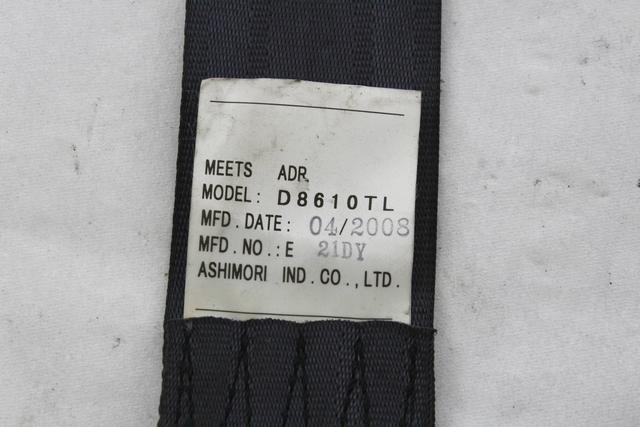 MEETS ADR.
MODEL: D8610TL
MFD. DATE: 04/2008
MFD. NO.: E 21DY
ASHIMORI IND. CO., LTD.